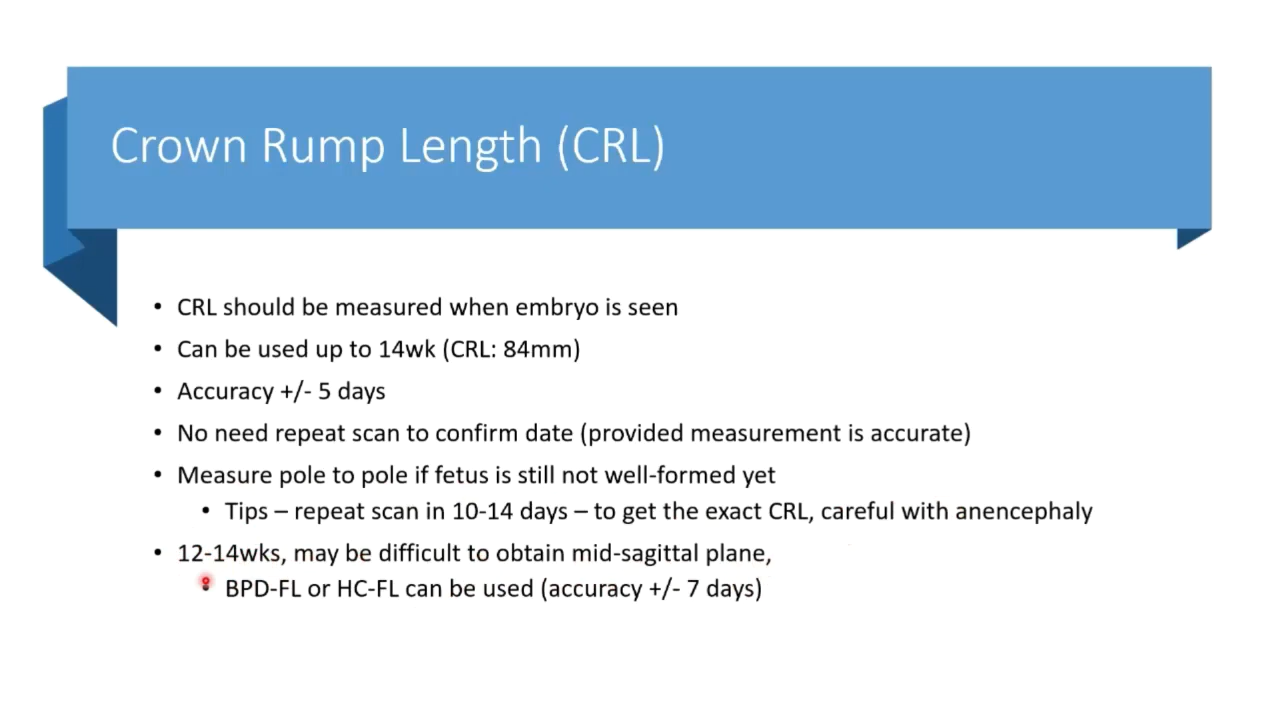 Crown Rump Length (CRL)
• CRL should be measured when embryo is seen
• Can be used up to 14wk (CRL: 84mm)
• Accuracy +/- 5 days
• No need repeat scan to confirm date (provided measurement is accurate)
• Measure pole to pole if fetus is still not well-formed yet
• Tips – repeat scan in 10-14 days – to get the exact CRL, careful with anencephaly
• 12-14wks, may be difficult to obtain mid-sagittal plane,
• BPD-FL or HC-FL can be used (accuracy +/- 7 days)